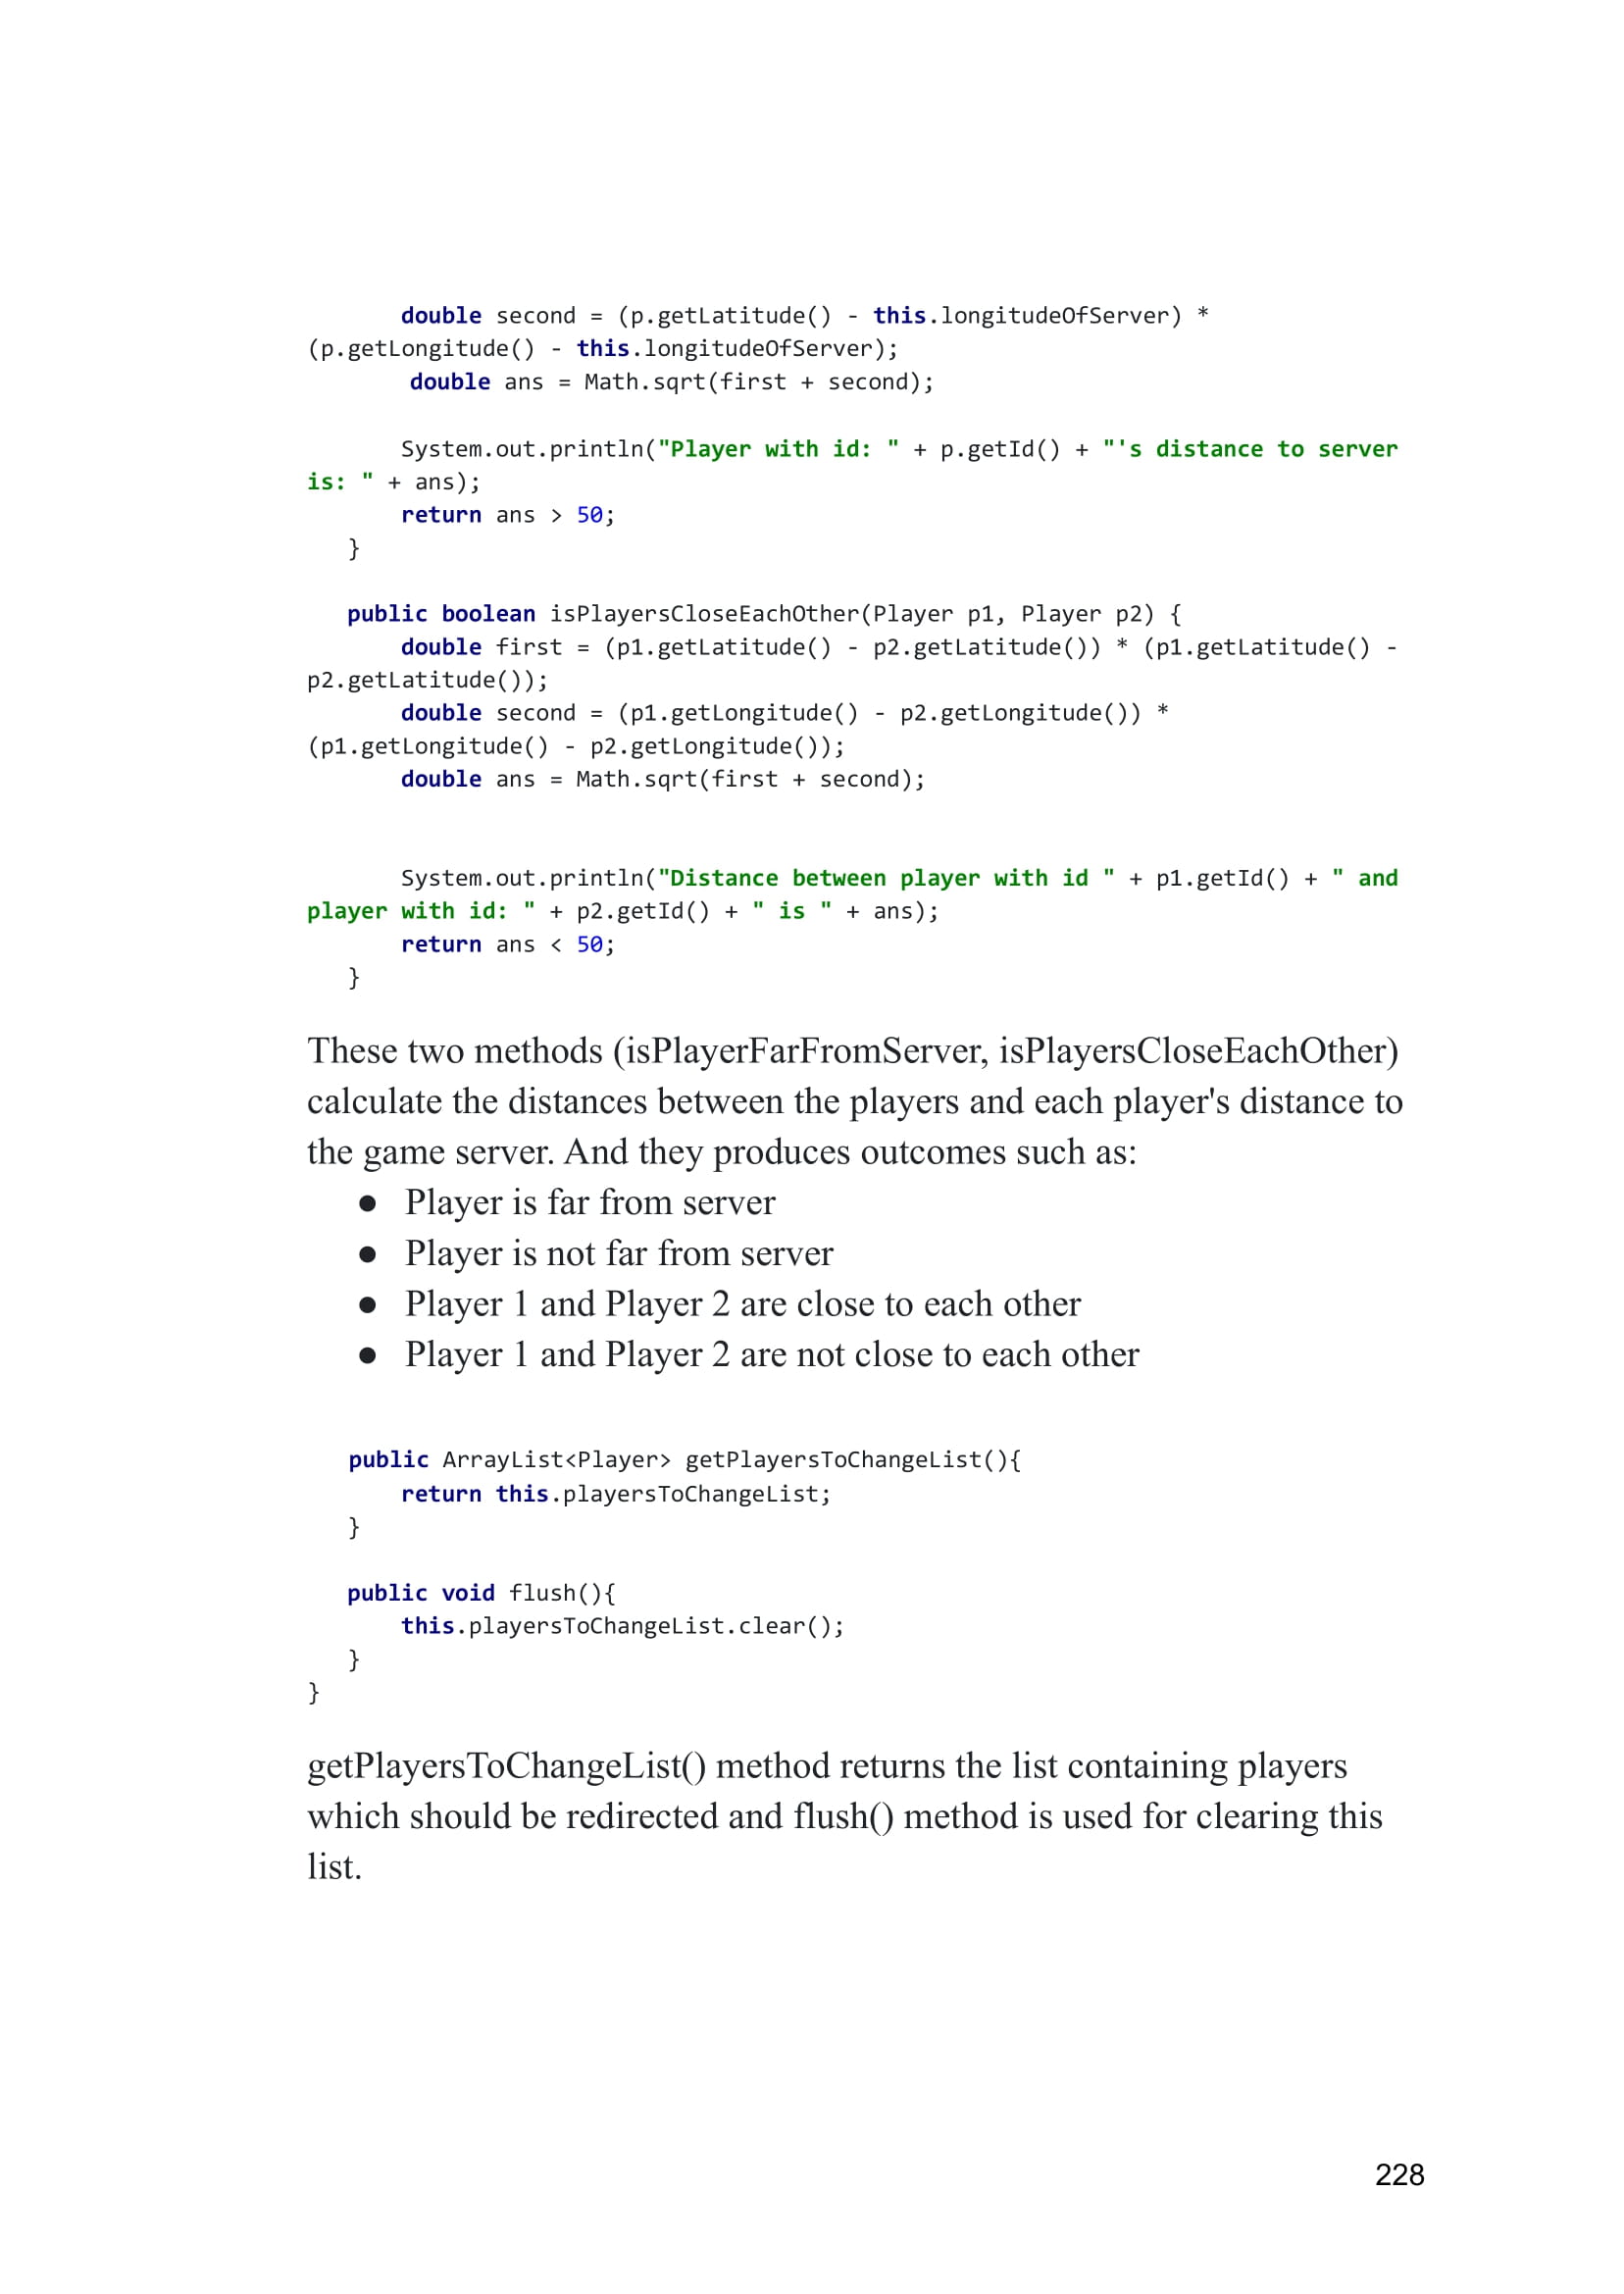 double second = (p.getLatitude() - this.longitudeOfServer) *
(p.getLongitude() - this.longitudeOfServer);
double ans = Math.sqrt(first + second);
System.out.println("Player with id: " + p.getId() + "'s distance to server
is: " + ans);
return ans > 50;
}
public boolean isPlayersCloseEachOther(Player p1, Player p2) {
double first = (p1.getLatitude() - p2.getLatitude()) * (p1.getLatitude() -
p2.getLatitude());
double second = (p1.getLongitude() - p2.getLongitude()) *
(p1.getLongitude() - p2.getLongitude());
double ans = Math.sqrt(first + second);
System.out.println("Distance between player with id " + p1.getId() + " and
player with id: " + p2.getId() + " is " + ans);
return ans < 50;
}
These two methods (isPlayerFarFromServer, isPlayersCloseEachOther)
calculate the distances between the players and each player's distance to
the game server. And they produces outcomes such as:
● Player is far from server
● Player is not far from server
● Player 1 and Player 2 are close to each other
● Player 1 and Player 2 are not close to each other
public ArrayList<Player> getPlayersToChangeList(){
return this.playersToChangeList;
}
public void flush(){
this.playersToChangeList.clear();
}
}
getPlayersToChangeList() method returns the list containing players
which should be redirected and flush() method is used for clearing this
list.
228